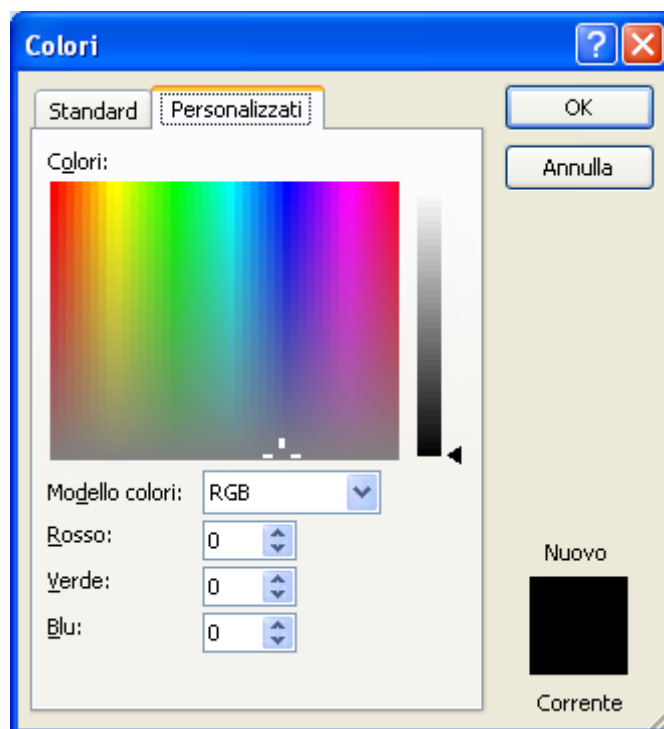 Colori
Standard
Personalizzati
OK
Annulla
Colori:
Modello colori:
RGB
Rosso:
0
Verde:
0
Blu:
0
Nuovo
Corrente